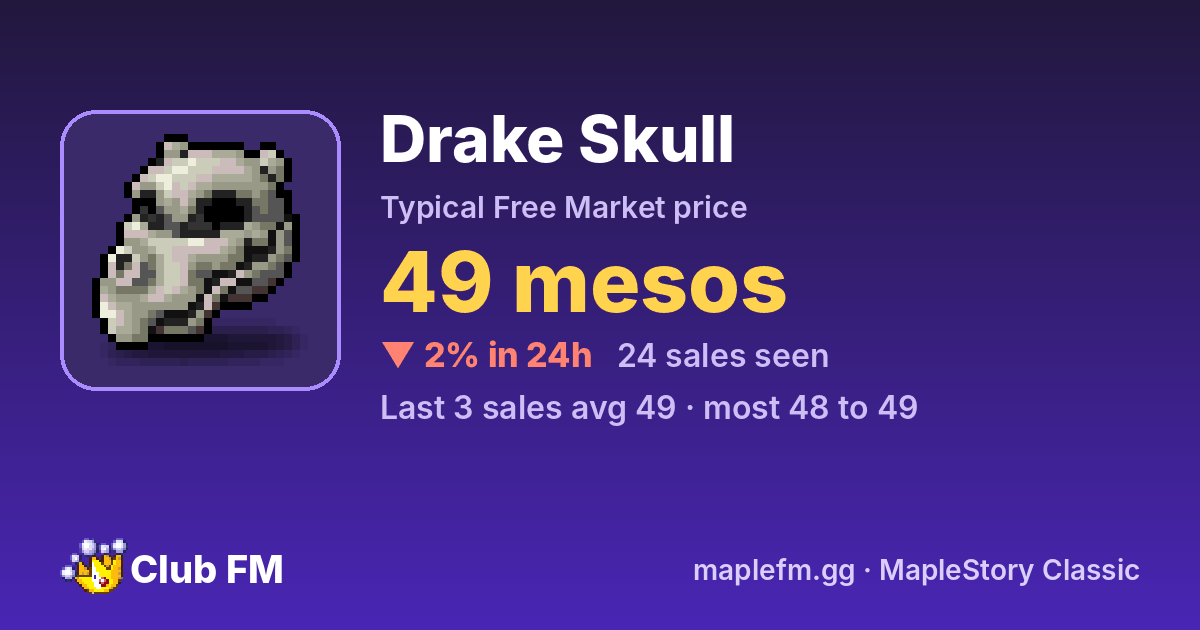 Drake Skull
Typical Free Market price
49 mesos
▼ 2% in 24h 24 sales seen
Last 3 sales avg 49 · most 48 to 49
Club FM
maplefm.gg · MapleStory Classic